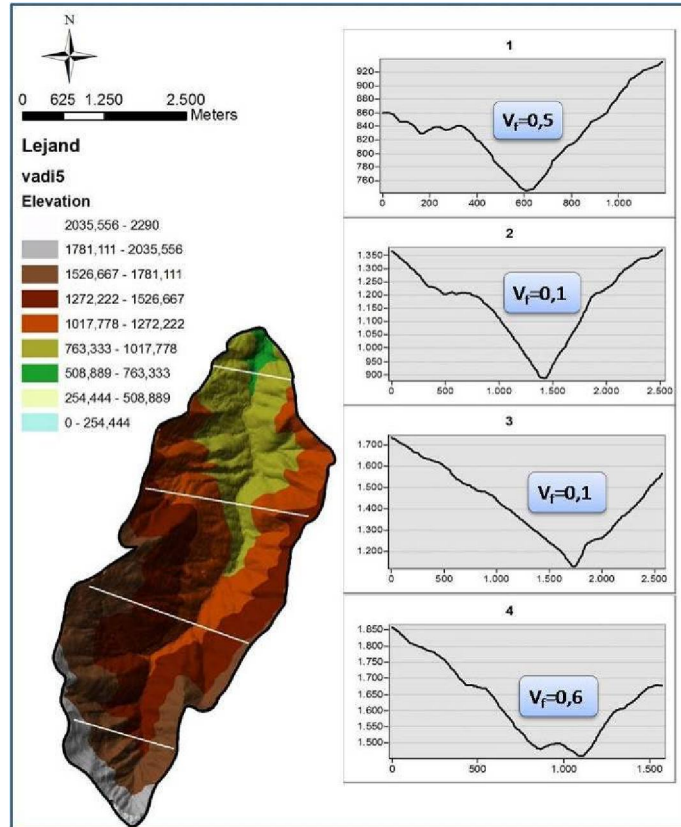 N
0 625 1.250 2.500
Meters
Lejand
vadi5
Elevation
2035,556 - 2290
1781,111 - 2035,556
1526,667 - 1781,111
1272,222 - 1526,667
1017,778 - 1272,222
763,333 - 1017,778
508,889 - 763,333
254,444 - 508,889
0 - 254,444
1
920
900
880
860
840
820
800
780
760
Vf=0,5
0 200 400 600 800 1.000
2
1.350
1.300
1.250
1.200
1.150
1.100
1.050
1.000
950
900
Vf=0,1
0 500 1.000 1.500 2.000 2.500
3
1.700
1.600
1.500
1.400
1.300
1.200
Vf=0,1
0 500 1.000 1.500 2.000 2.500
4
1.850
1.800
1.750
1.700
1.650
1.600
1.550
1.500
Vf=0,6
0 500 1.000 1.500